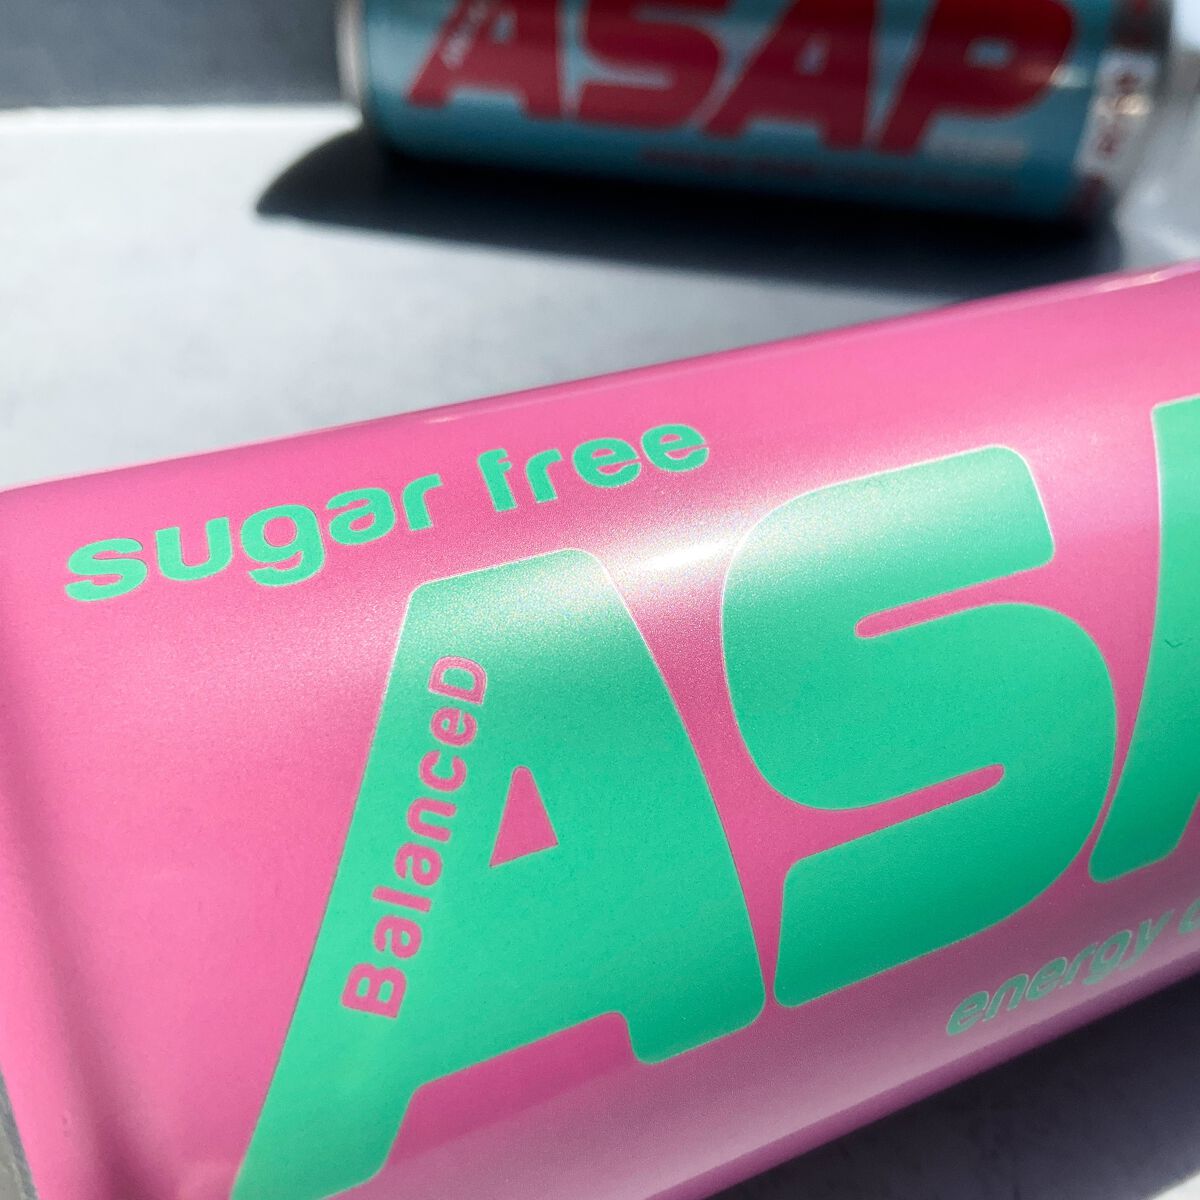 ASAP
sugar free
BalanceD
AS
energy